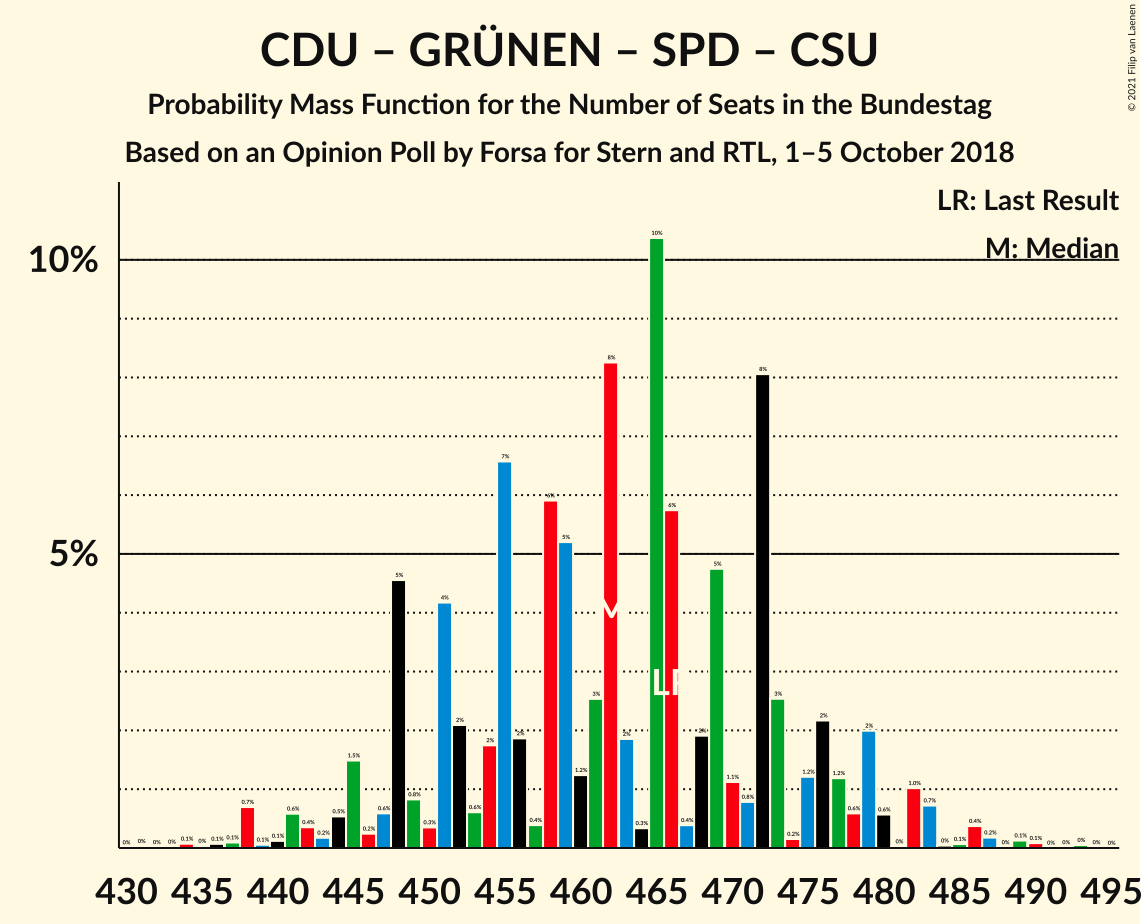 © 2021 Filip van Laenen
CDU – GRÜNEN – SPD – CSU
Probability Mass Function for the Number of Seats in the Bundestag
Based on an Opinion Poll by Forsa for Stern and RTL, 1–5 October 2018
LR: Last Result
M: Median
10%
5%
0% 0% 0% 0% 0.1% 0% 0.1% 0.1% 0.7% 0.1% 0.1% 0.6% 0.4% 0.2% 0.5% 1.5% 0.2% 0.6% 5% 0.8% 0.3% 4% 2% 0.6% 2% 7% 2% 0.4% 6% 5% 1.2% 3% 8% 2% 0.3% 10% 6% 0.4% 2% 5% 1.1% 0.8% 8% 3% 0.2% 1.2% 2% 1.2% 0.6% 2% 0.6% 0% 1.0% 0.7% 0% 0.1% 0.4% 0.2% 0% 0.1% 0.1% 0% 0% 0% 0% 0%
M
LR
430 435 440 445 450 455 460 465 470 475 480 485 490 495